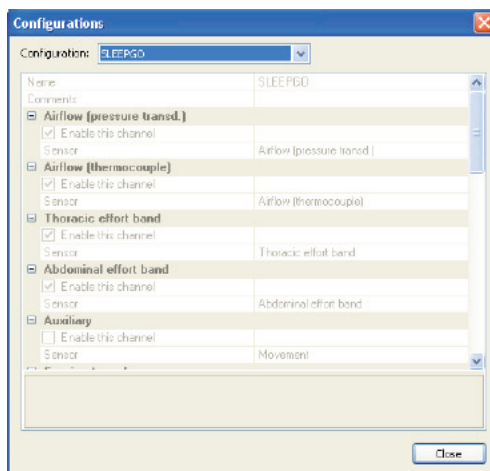 Configurations
Configuration: SLEEPGO
Name SLEEPGO
Comments
Airflow (pressure transd.)
Enable this channel
Sensor Airflow (pressure transd.)
Airflow (thermocouple)
Enable this channel
Sensor Airflow (thermocouple)
Thoracic effort band
Enable this channel
Sensor Thoracic effort band
Abdominal effort band
Enable this channel
Sensor Abdominal effort band
Auxiliary
Enable this channel
Sensor Movement
Close